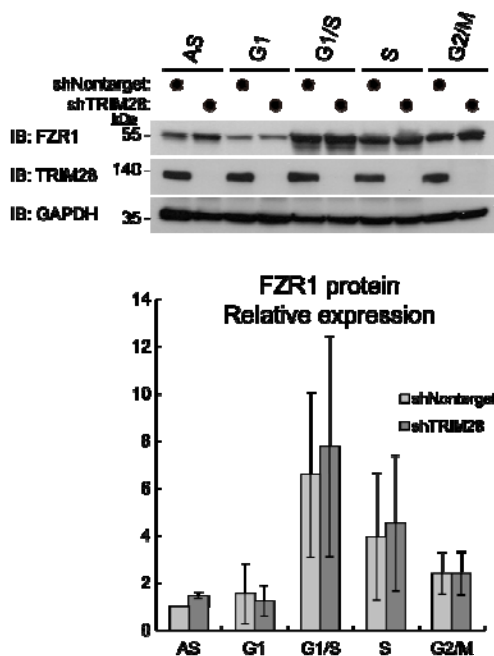 AS G1 G1/S S G2/M
shNontarget:
shTRIM28:
kDa
IB: FZR1 55
IB: TRIM28 140
IB: GAPDH 35
FZR1 protein
Relative expression
14
12
10
8
6
4
2
0
shNontarget
shTRIM28
AS G1 G1/S S G2/M